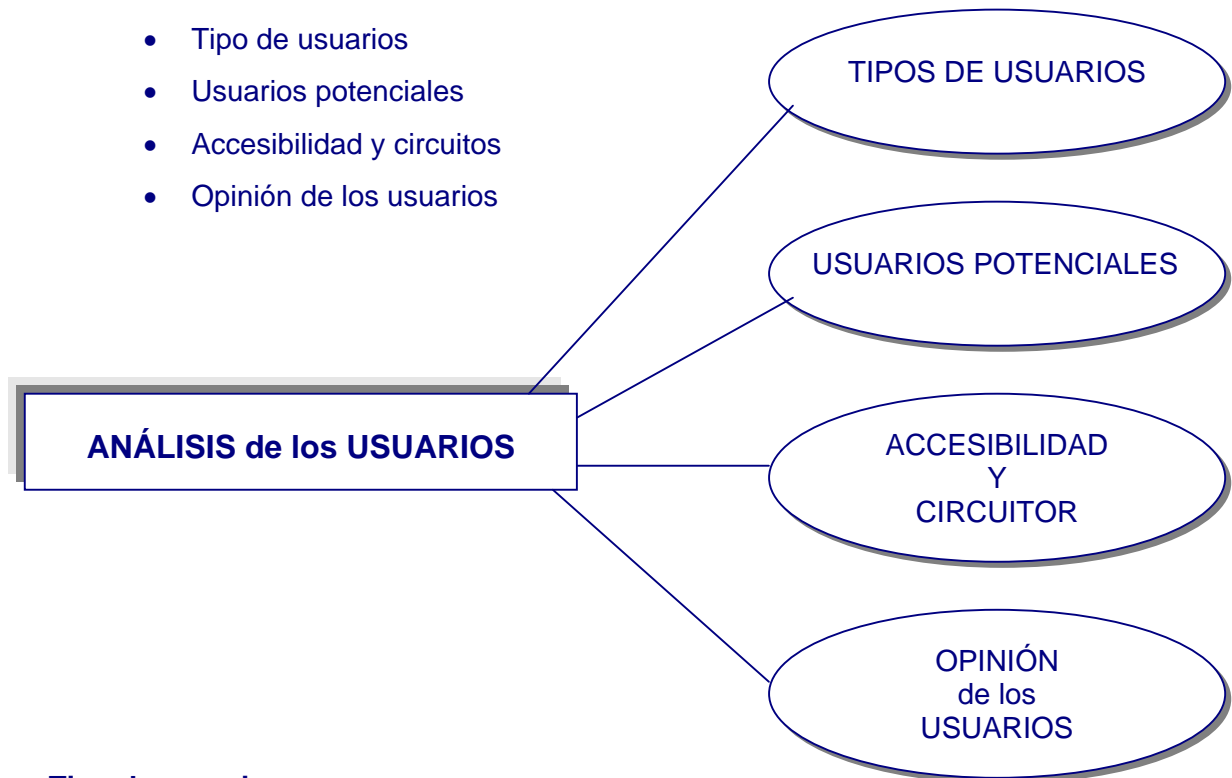 • Tipo de usuarios
• Usuarios potenciales
• Accesibilidad y circuitos
• Opinión de los usuarios
TIPOS DE USUARIOS
USUARIOS POTENCIALES
ANÁLISIS de los USUARIOS
ACCESIBILIDAD
Y
CIRCUITOR
OPINIÓN
de los
USUARIOS